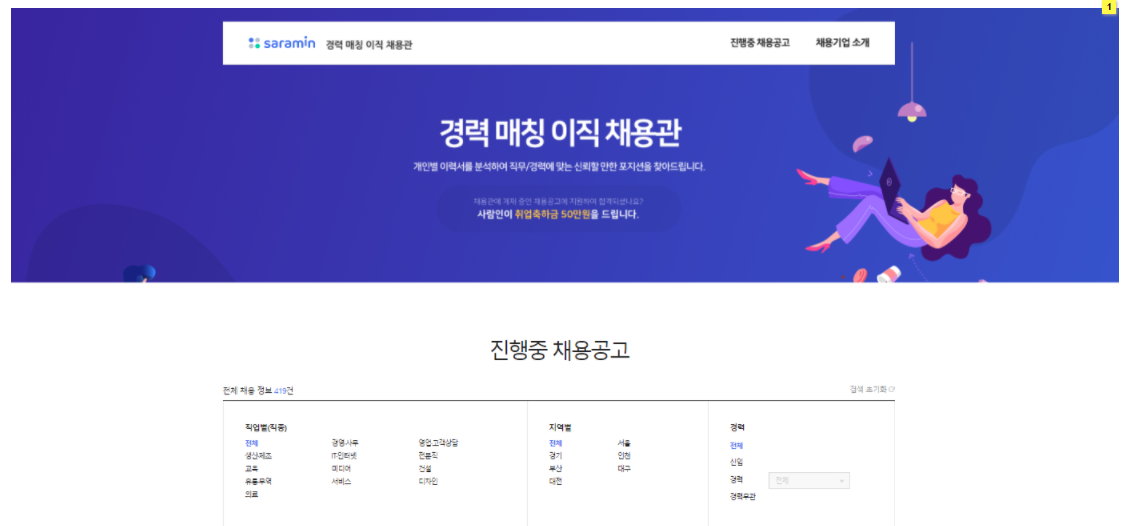 1
saramin 경력 매칭 이직 채용관
진행중 채용공고 채용기업 소개
경력 매칭 이직 채용관
개인별 이력서를 분석하여 직무/경력에 맞는 신뢰할 만한 포지션을 찾아드립니다.
채용관에 게재 중인 채용공고에 지원하여 합격되셨나요?
사람인이 취업축하금 50만원을 드립니다.
진행중 채용공고
전체 채용 정보 419건
검색 초기화
직업별(직종)
전체 경영·사무 영업·고객상담
생산·제조 IT·인터넷 전문직
교육 미디어 건설
유통·무역 서비스 디자인
의료
지역별
전체 서울
경기 인천
부산 대구
대전
경력
전체
신입
경력 전체
경력무관